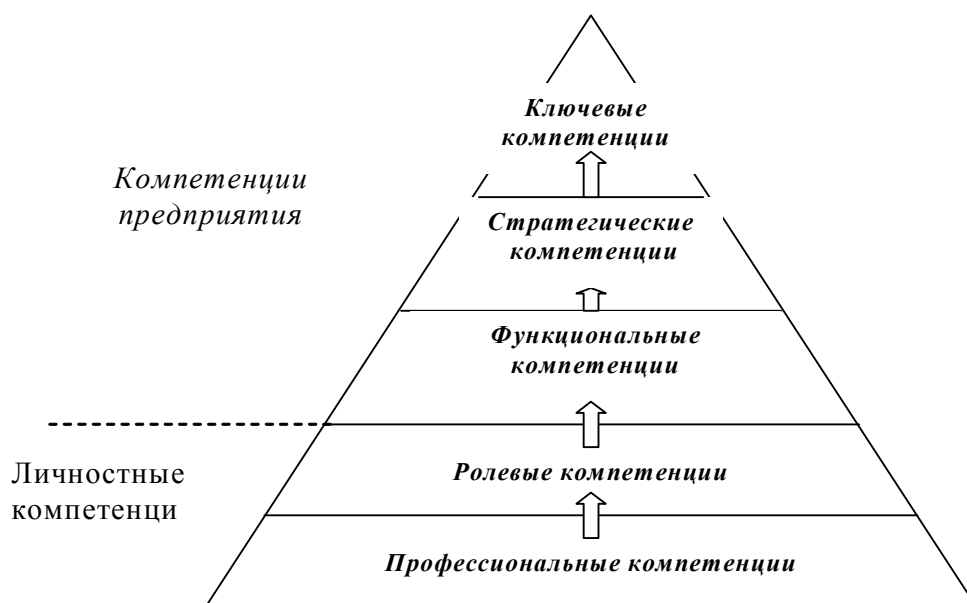 Ключевые
компетенции
Компетенции
предприятия
Стратегические
компетенции
Функциональные
компетенции
Личностные
компетенци
Ролевые компетенции
Профессиональные компетенции